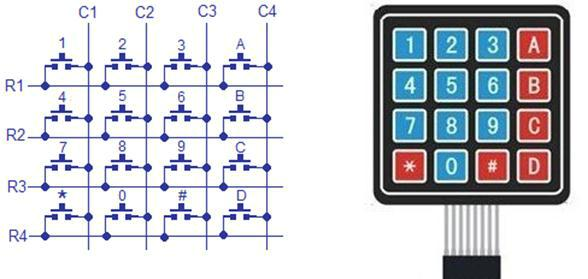 C1 C2 C3 C4
1 2 3 A
R1
4 5 6 B
R2
7 8 9 C
R3
* 0 # D
R4
1 2 3 A
4 5 6 B
7 8 9 C
* 0 # D